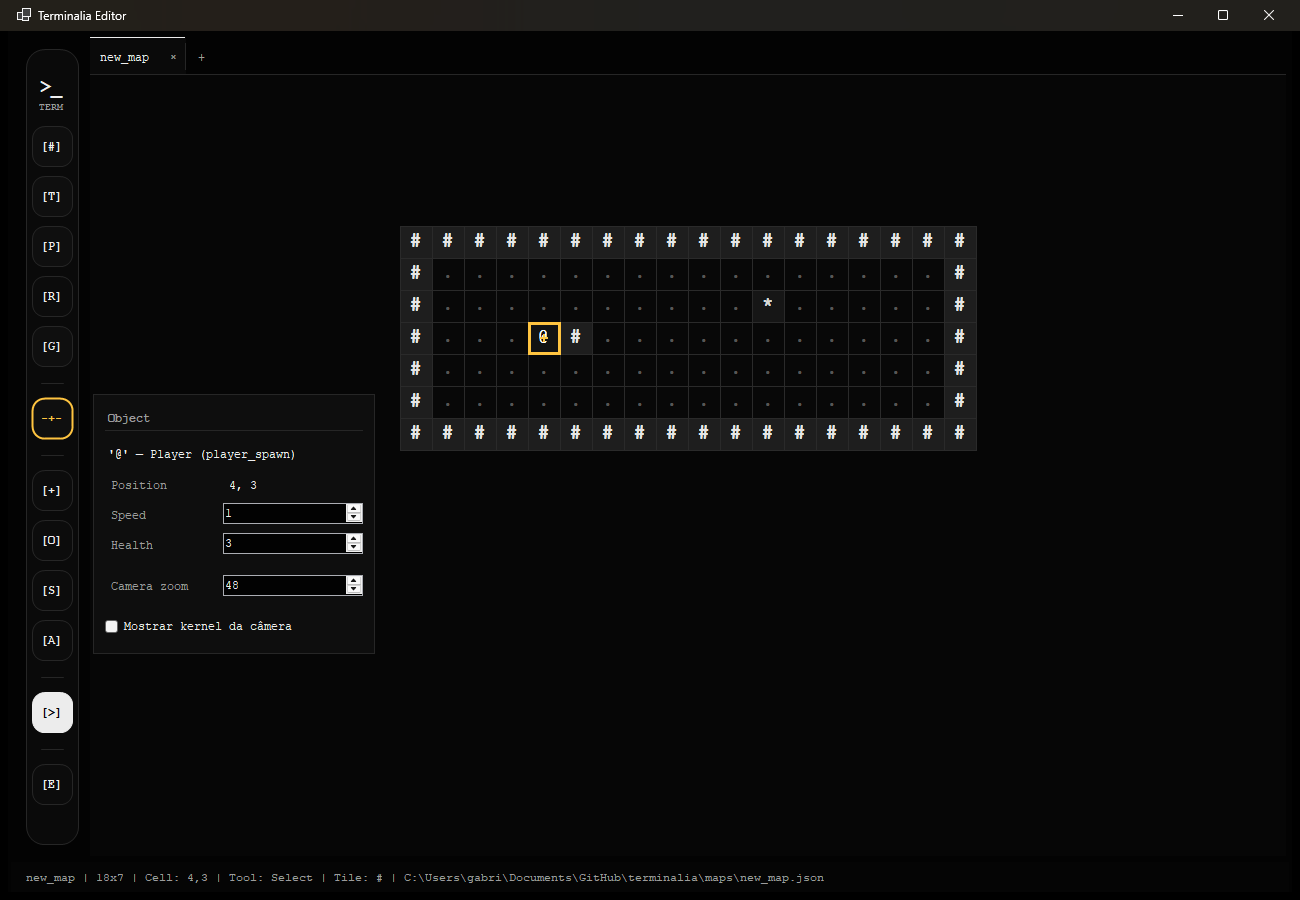 Terminalia Editor
new_map × +
>_
TERM
[#]
[T]
[P]
[R]
[G]
-+-
[+]
[O]
[S]
[A]
[>]
[E]
# # # # # # # # # # # # # # # # # #
# . . . . . . . . . . . . . . . . #
# . . . . . . . . . . * . . . . . #
# . . . @ # . . . . . . . . . . . #
# . . . . . . . . . . . . . . . . #
# . . . . . . . . . . . . . . . . #
# # # # # # # # # # # # # # # # # #
Object
'@' — Player (player_spawn)
Position 4, 3
Speed 1
Health 3
Camera zoom 48
Mostrar kernel da câmera
new_map | 18x7 | Cell: 4,3 | Tool: Select | Tile: # | C:\Users\gabri\Documents\GitHub\terminalia\maps\new_map.json